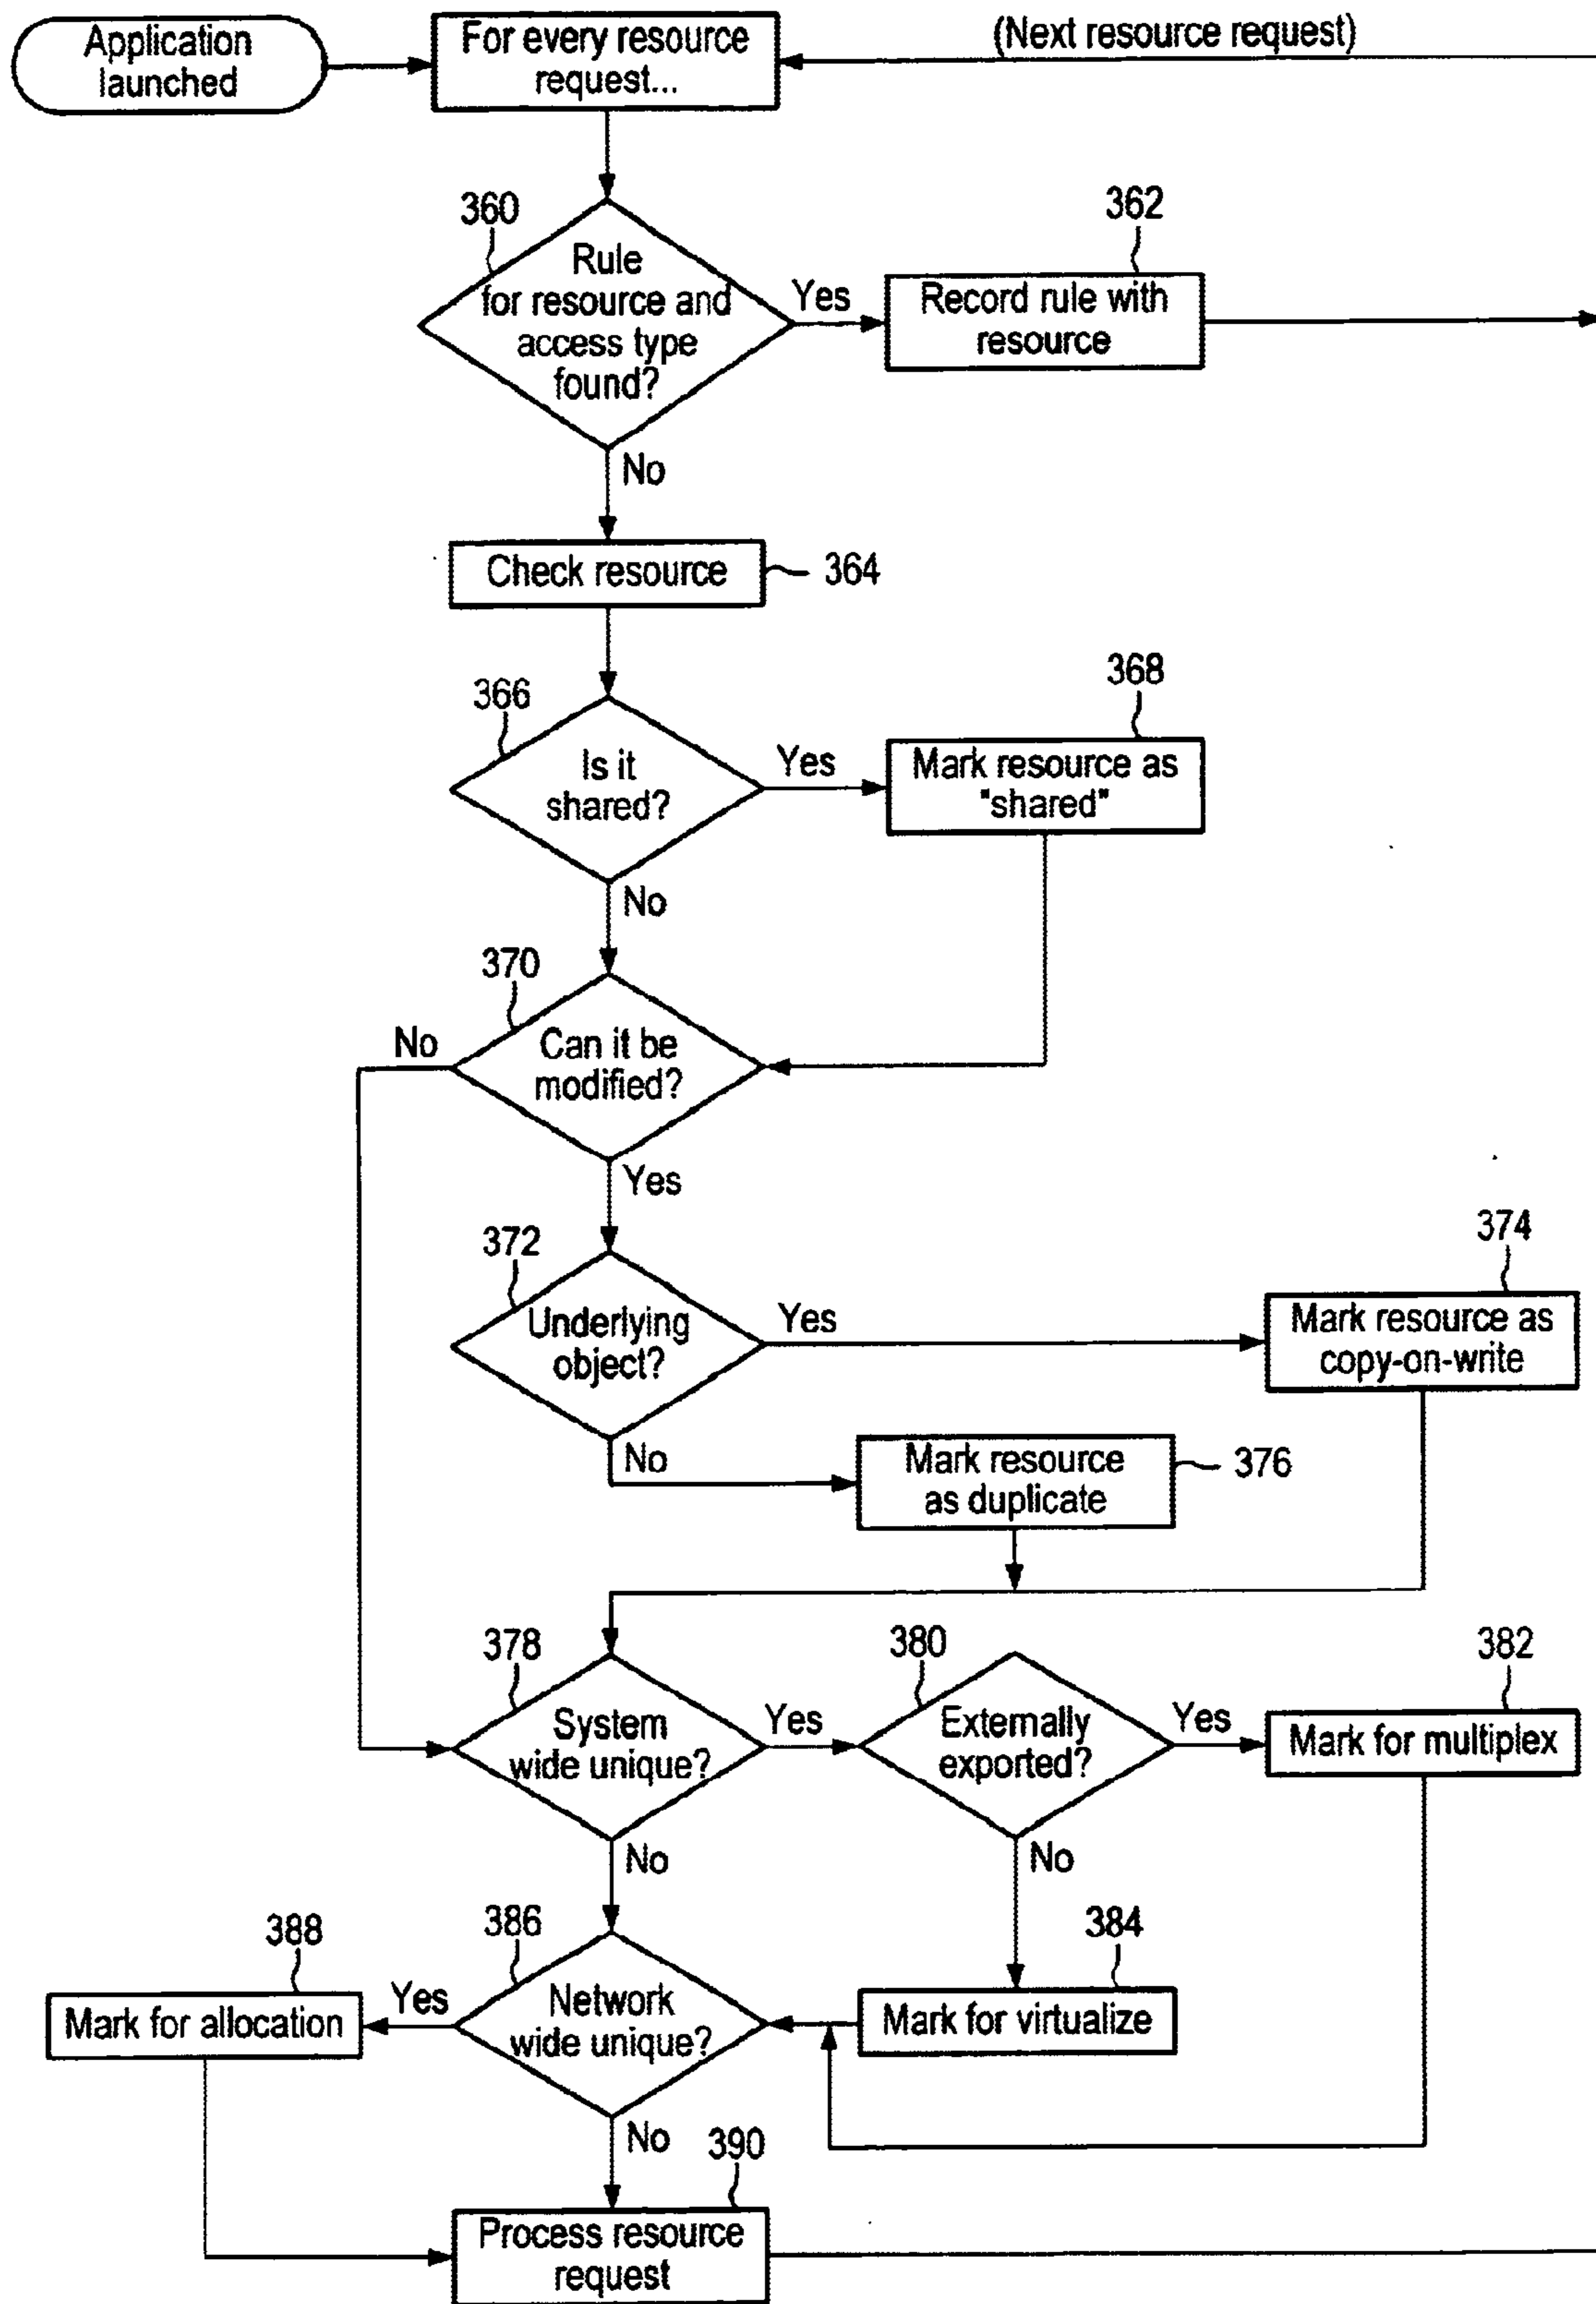 Application
launched
For every resource
request...
(Next resource request)
360
Rule
for resource and
access type
found?
Yes
362
Record rule with
resource
No
Check resource
364
366
Is it
shared?
Yes
368
Mark resource as
"shared"
No
370
Can it be
modified?
No
Yes
372
Underlying
object?
Yes
374
Mark resource as
copy-on-write
No
Mark resource
as duplicate
376
378
System
wide unique?
Yes
380
Externally
exported?
Yes
382
Mark for multiplex
No
No
384
Mark for virtualize
386
Network
wide unique?
Yes
388
Mark for allocation
No
390
Process resource
request